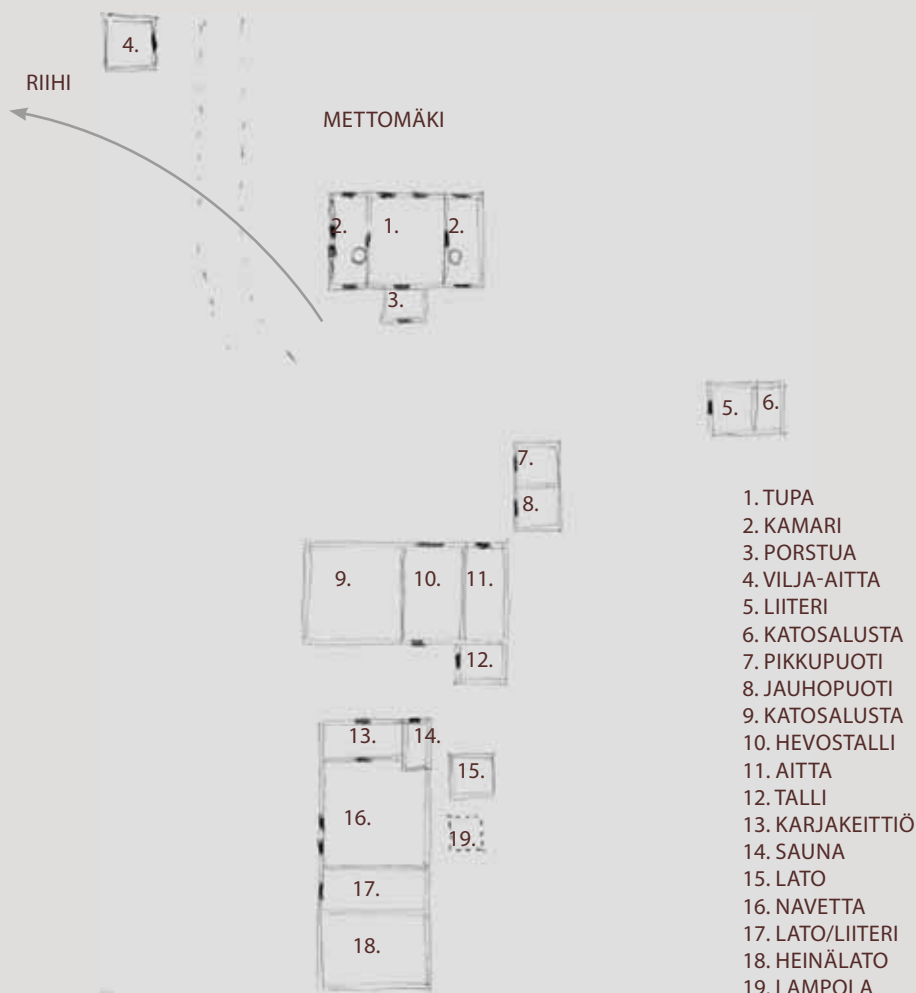 4.
RIIHI
METTOMÄKI
2. 1. 2.
3.
5. 6.
7.
8.
9. 10. 11.
12.
13. 14.
15.
16.
19.
17.
18.
1. TUPA
2. KAMARI
3. PORSTUA
4. VILJA-AITTA
5. LIITERI
6. KATOSALUSTA
7. PIKKUPUOTI
8. JAUHOPUOTI
9. KATOSALUSTA
10. HEVOSTALLI
11. AITTA
12. TALLI
13. KARJAKEITTIÖ
14. SAUNA
15. LATO
16. NAVETTA
17. LATO/LIITERI
18. HEINÄLATO
19. LAMPOLA